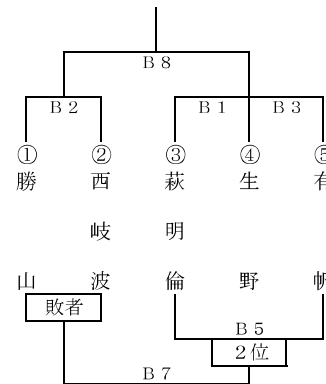 B8
B2 B1 B3
① ② ③ ④ ⑤
勝山
西岐波
萩明倫
生野
有帆
敗者
B5
2位
B7